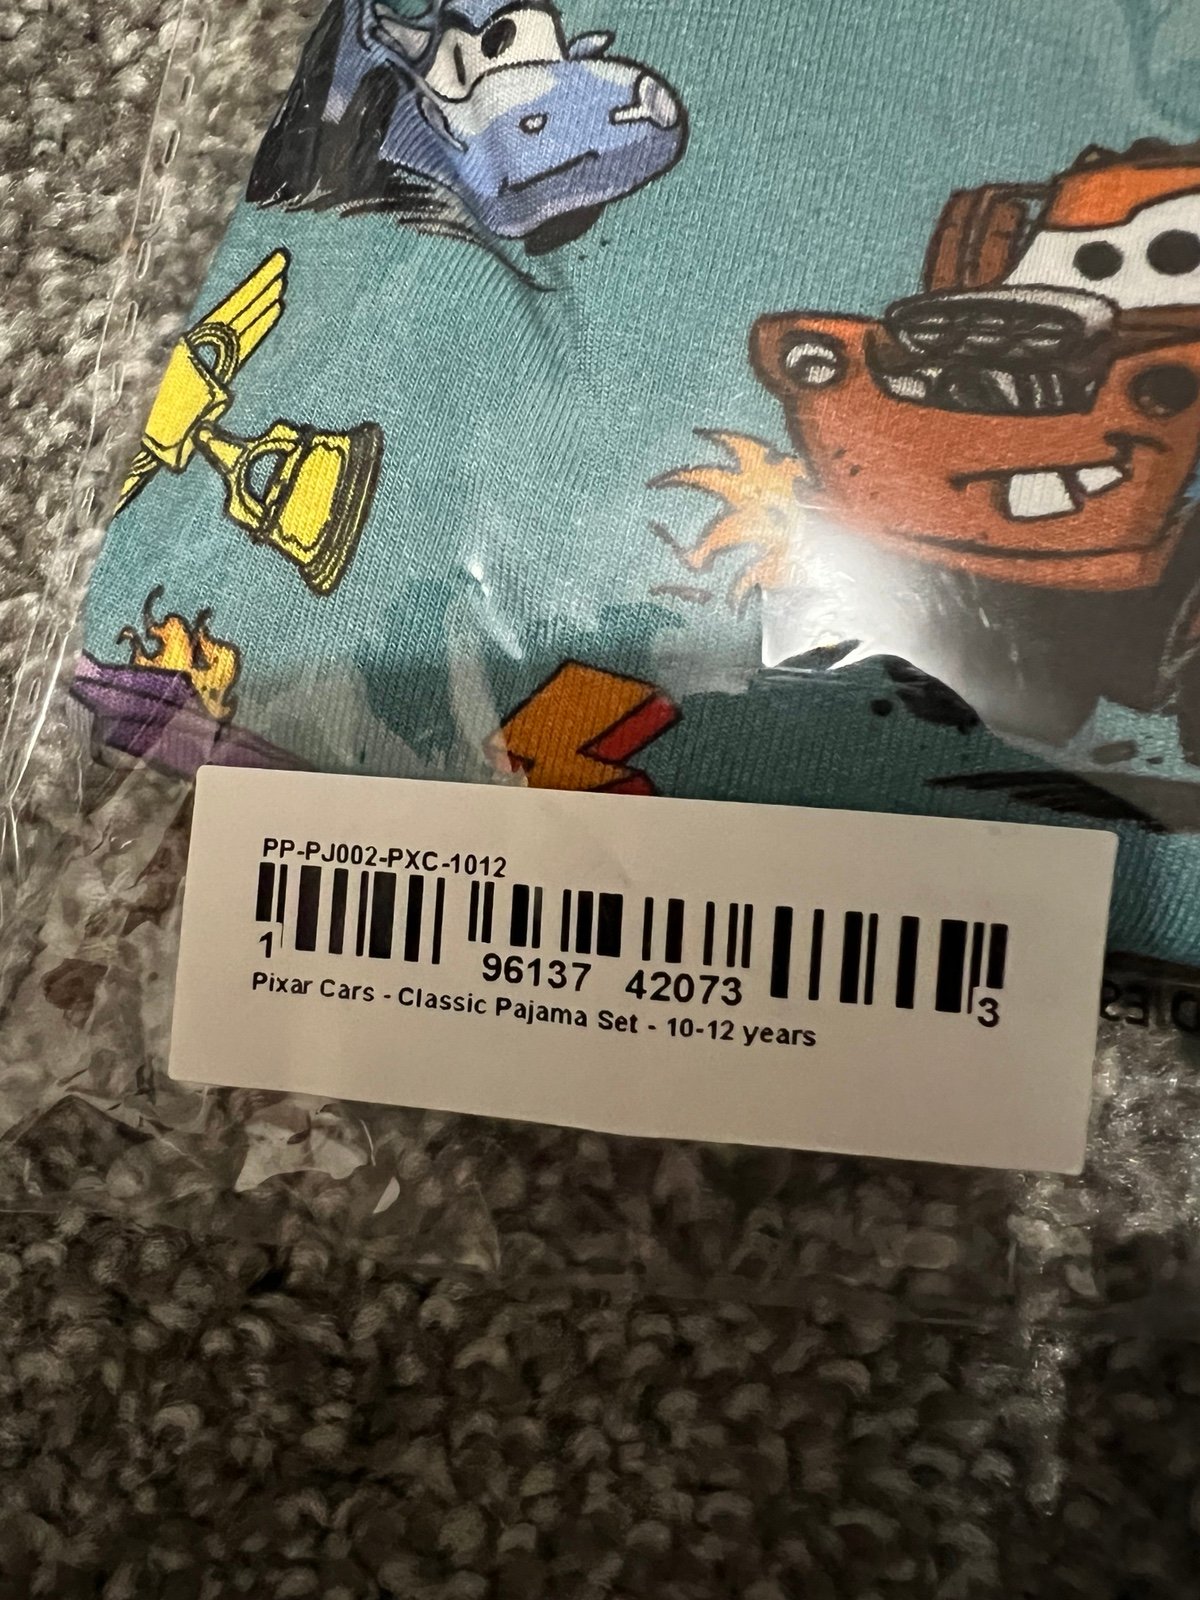 PP-PJ002-PXC-1012
1 96137 42073 3
Pixar Cars - Classic Pajama Set - 10-12 years